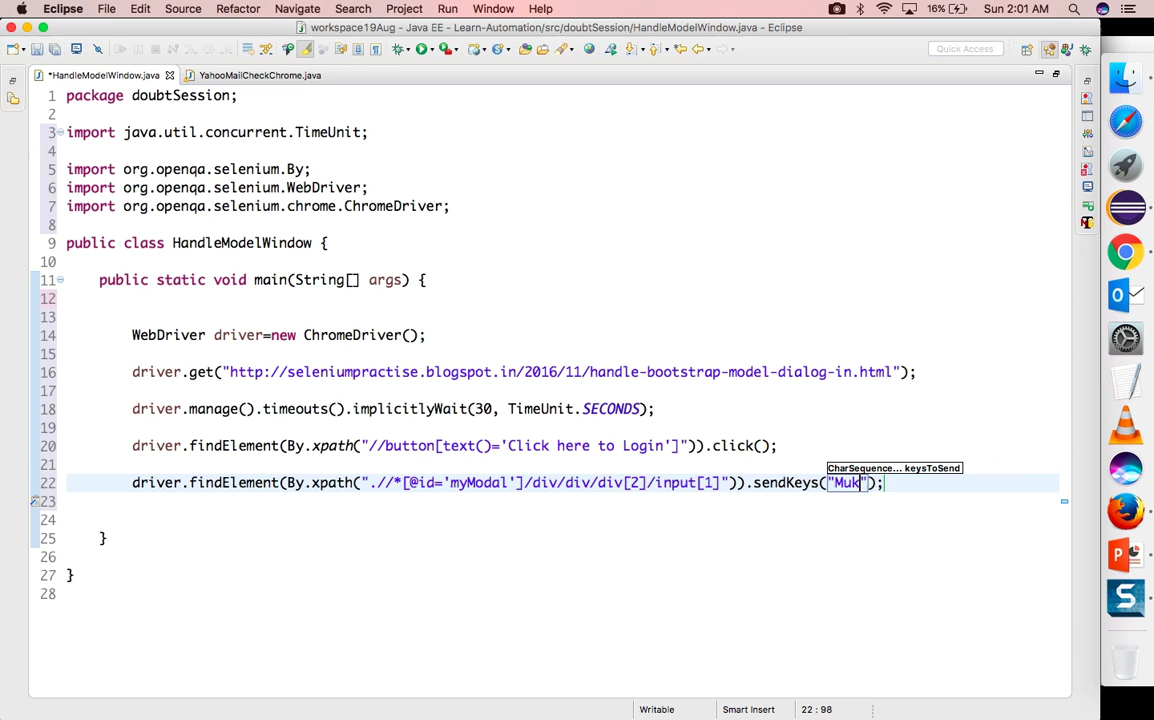 Eclipse File Edit Source Refactor Navigate Search Project Run Window Help 16% Sun 2:01 AM
workspace19Aug - Java EE - Learn-Automation/src/doubtSession/HandleModelWindow.java - Eclipse
Quick Access
*HandleModelWindow.java YahooMailCheckChrome.java
1 package doubtSession;
2
3 import java.util.concurrent.TimeUnit;
4
5 import org.openqa.selenium.By;
6 import org.openqa.selenium.WebDriver;
7 import org.openqa.selenium.chrome.ChromeDriver;
8
9 public class HandleModelWindow {
10
11 public static void main(String[] args) {
12
13
14 WebDriver driver=new ChromeDriver();
15
16 driver.get("http://seleniumpractise.blogspot.in/2016/11/handle-bootstrap-model-dialog-in.html");
17
18 driver.manage().timeouts().implicitlyWait(30, TimeUnit.SECONDS);
19
20 driver.findElement(By.xpath("//button[text()='Click here to Login']")).click();
21
CharSequence... keysToSend
22 driver.findElement(By.xpath(".//*[@id='myModal']/div/div/div[2]/input[1]")).sendKeys("Muk");
23
24
25 }
26
27 }
28
Writable Smart Insert 22 : 98